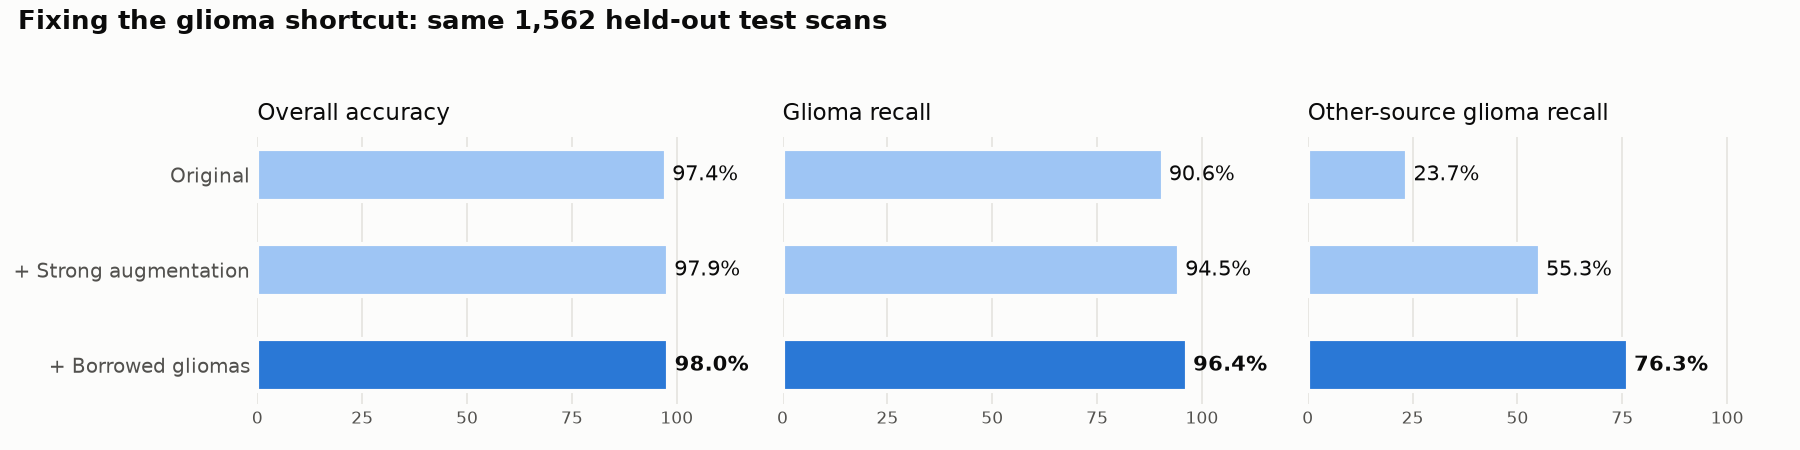 Fixing the glioma shortcut: same 1,562 held-out test scans
Overall accuracy
Glioma recall
Other-source glioma recall
Original
97.4%
90.6%
23.7%
+ Strong augmentation
97.9%
94.5%
55.3%
+ Borrowed gliomas
98.0%
96.4%
76.3%
0 25 50 75 100
0 25 50 75 100
0 25 50 75 100